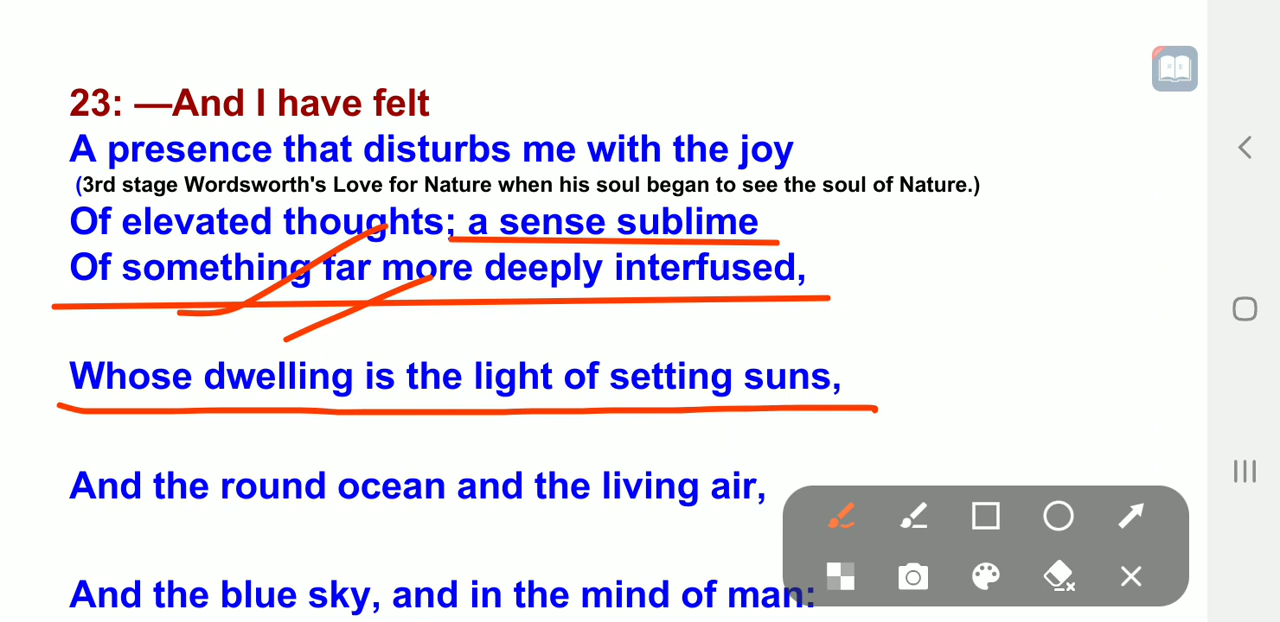 23: —And I have felt
A presence that disturbs me with the joy
(3rd stage Wordsworth's Love for Nature when his soul began to see the soul of Nature.)
Of elevated thoughts; a sense sublime
Of something far more deeply interfused,
Whose dwelling is the light of setting suns,
And the round ocean and the living air,
And the blue sky, and in the mind of man: